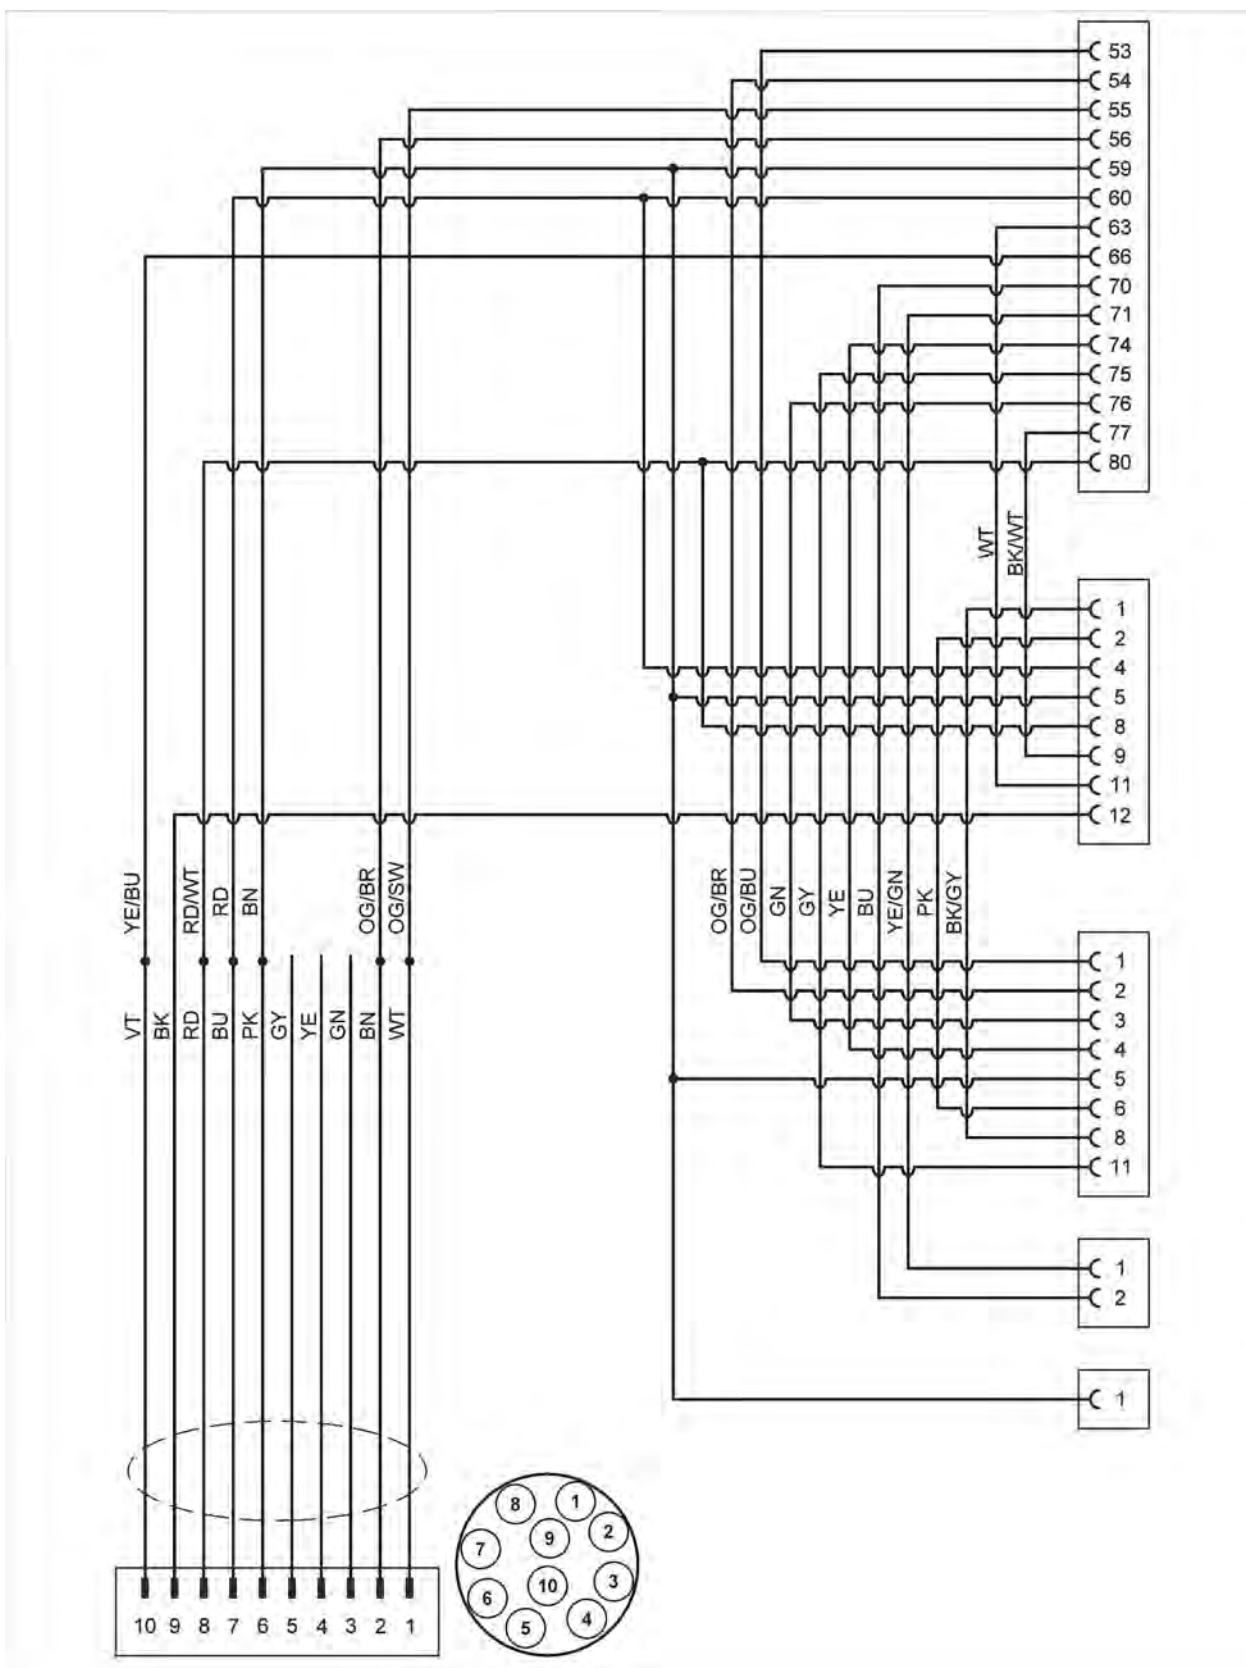 53
54
55
56
59
60
63
66
70
71
74
75
76
77
80
WT
BK/WT
1
2
4
5
8
9
11
12
YE/BU
RD/WT
RD
BN
OG/BR
OG/SW
OG/BR
OG/BU
GN
GY
YE
BU
YE/GN
PK
BK/GY
VT
BK
RD
BU
PK
GY
YE
GN
BN
WT
1
2
3
4
5
6
8
11
1
2
1
8
1
7
9
2
6
10
3
5
4
10 9 8 7 6 5 4 3 2 1